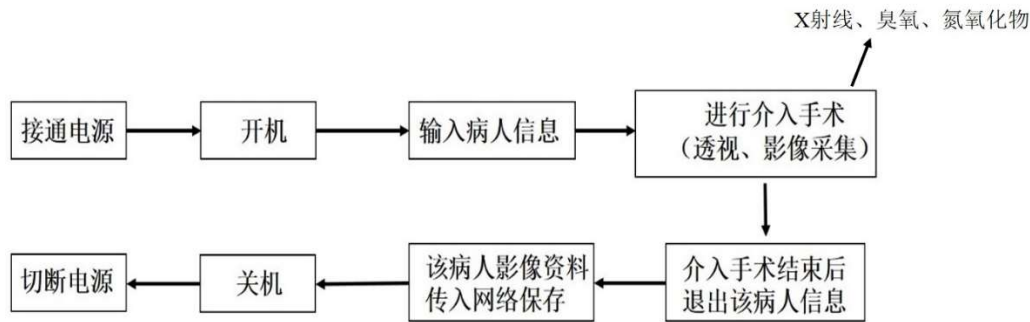 X射线、臭氧、氮氧化物
接通电源
开机
输入病人信息
进行介入手术
（透视、影像采集）
介入手术结束后
退出该病人信息
该病人影像资料
传入网络保存
关机
切断电源